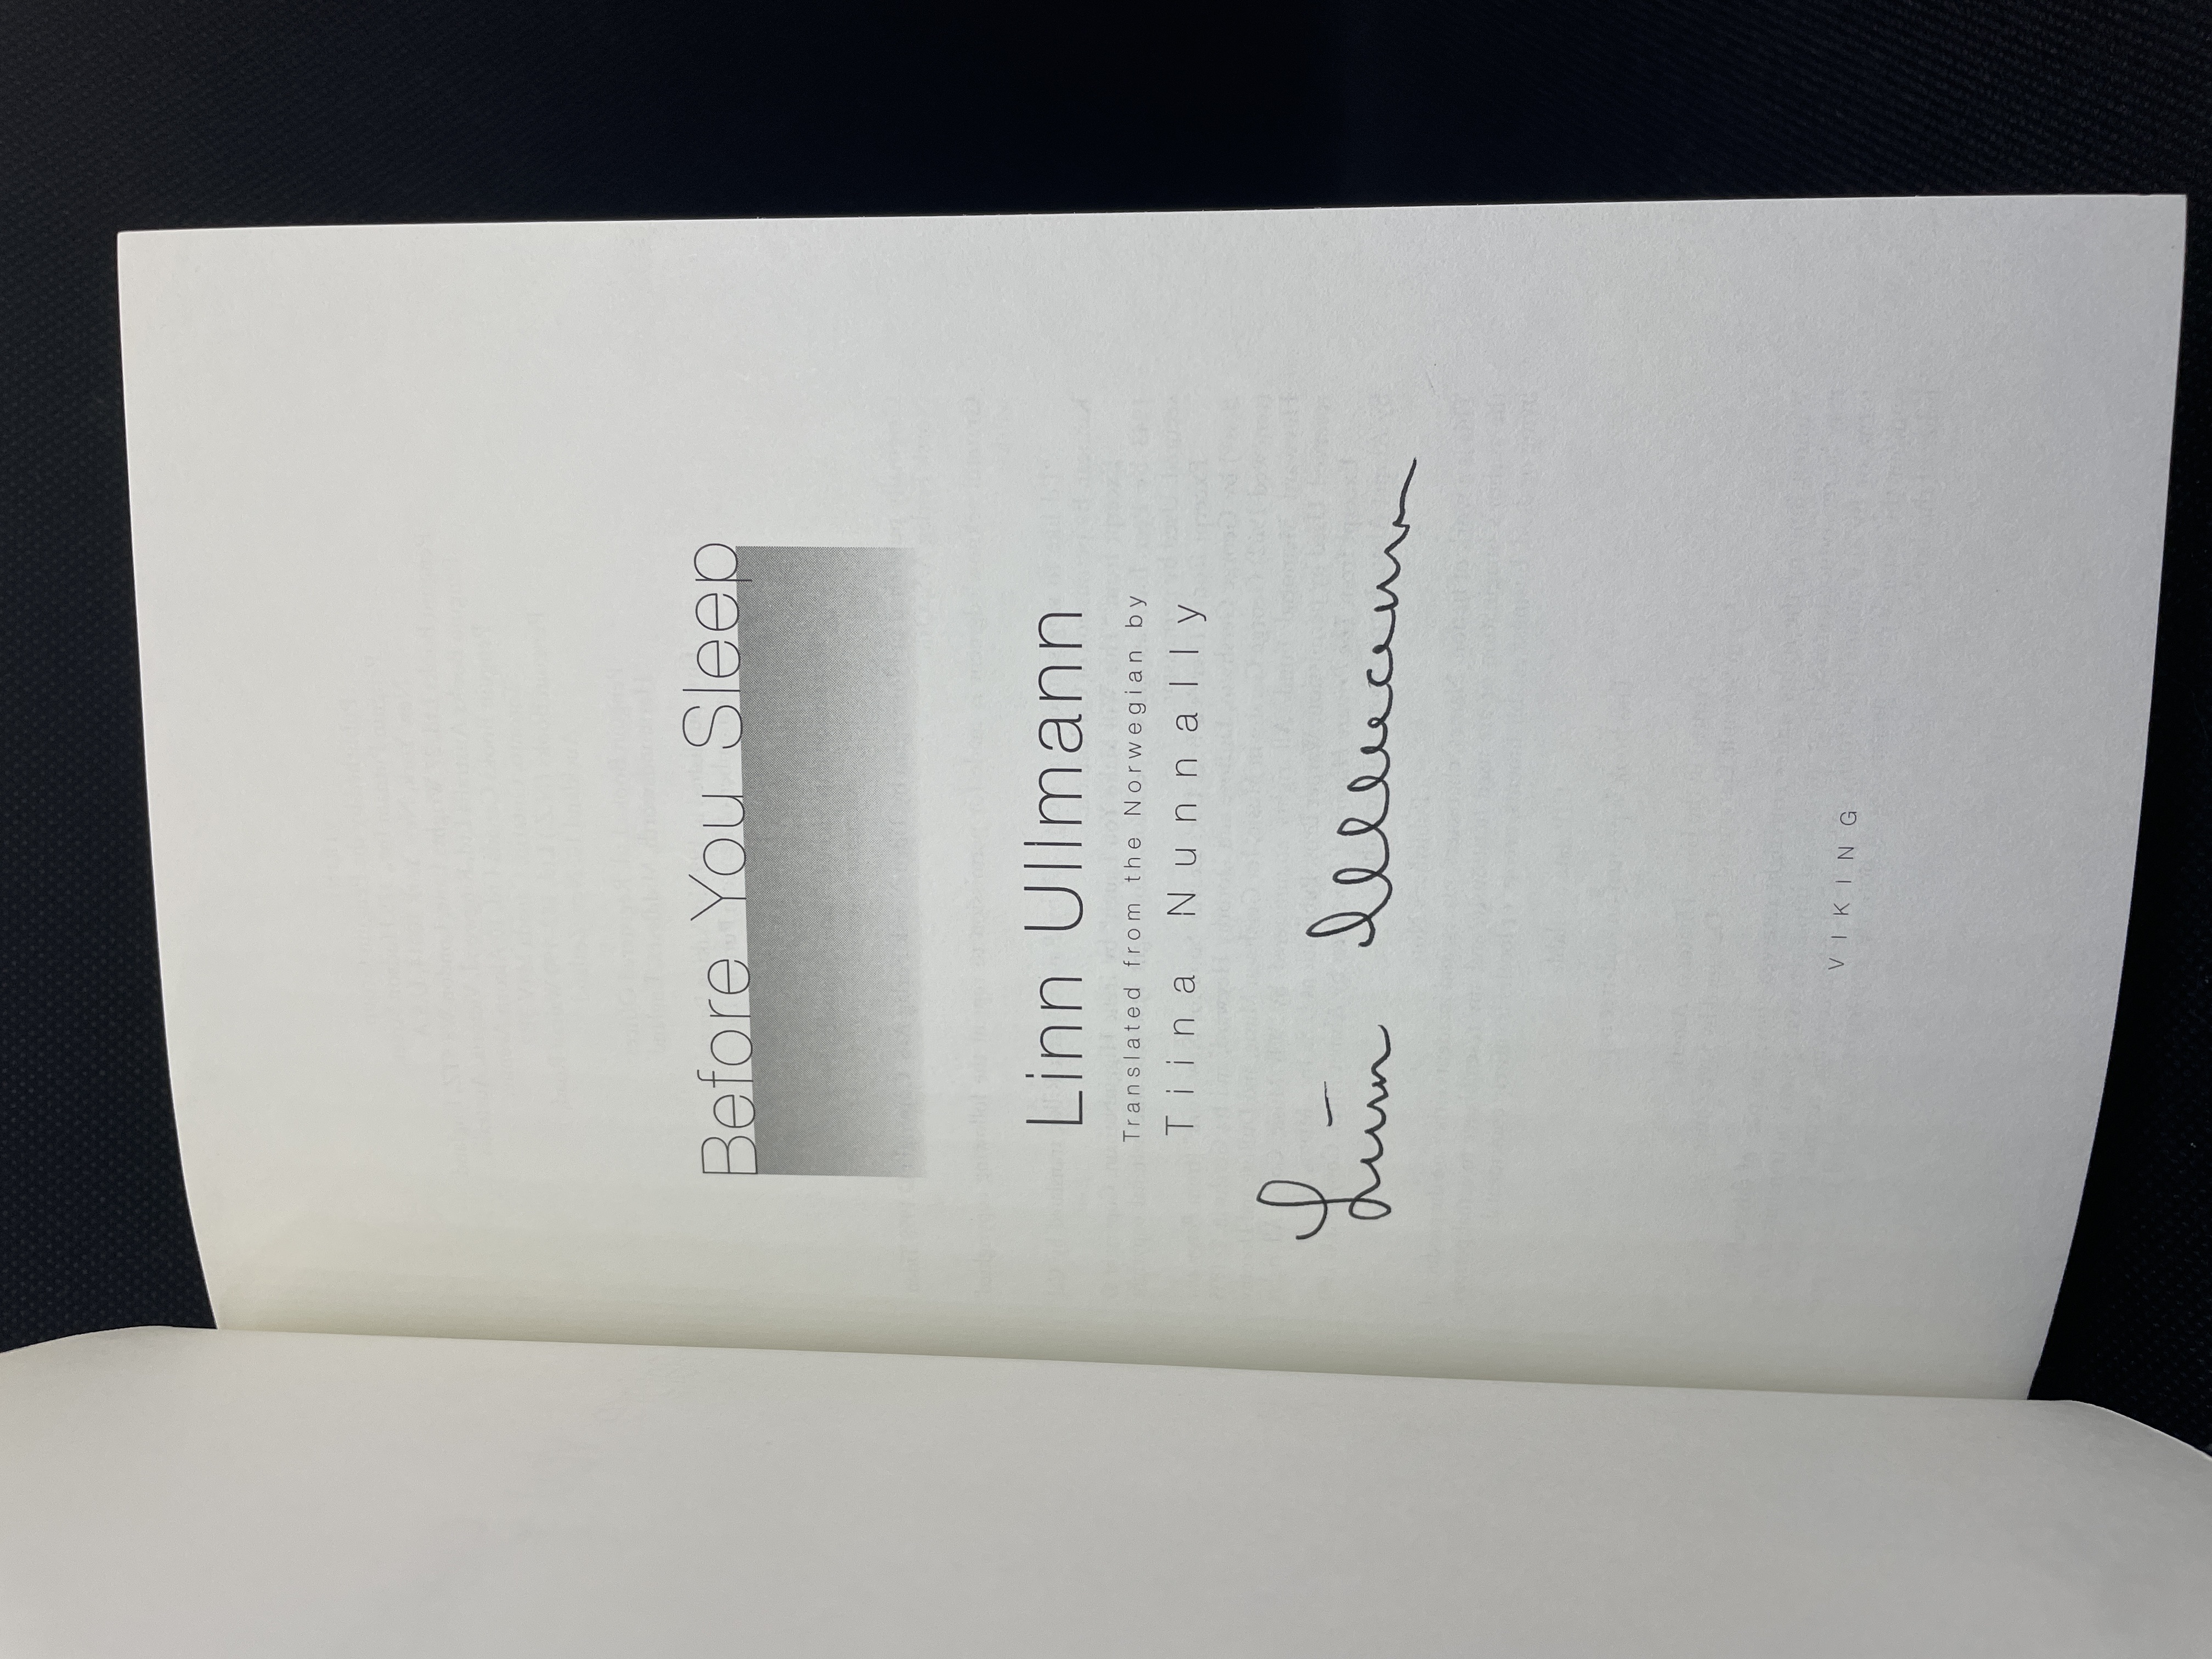 Before You Sleep
Linn Ullmann
Translated from the Norwegian by
Tiina Nunnally
Linn Ullmann
VIKING